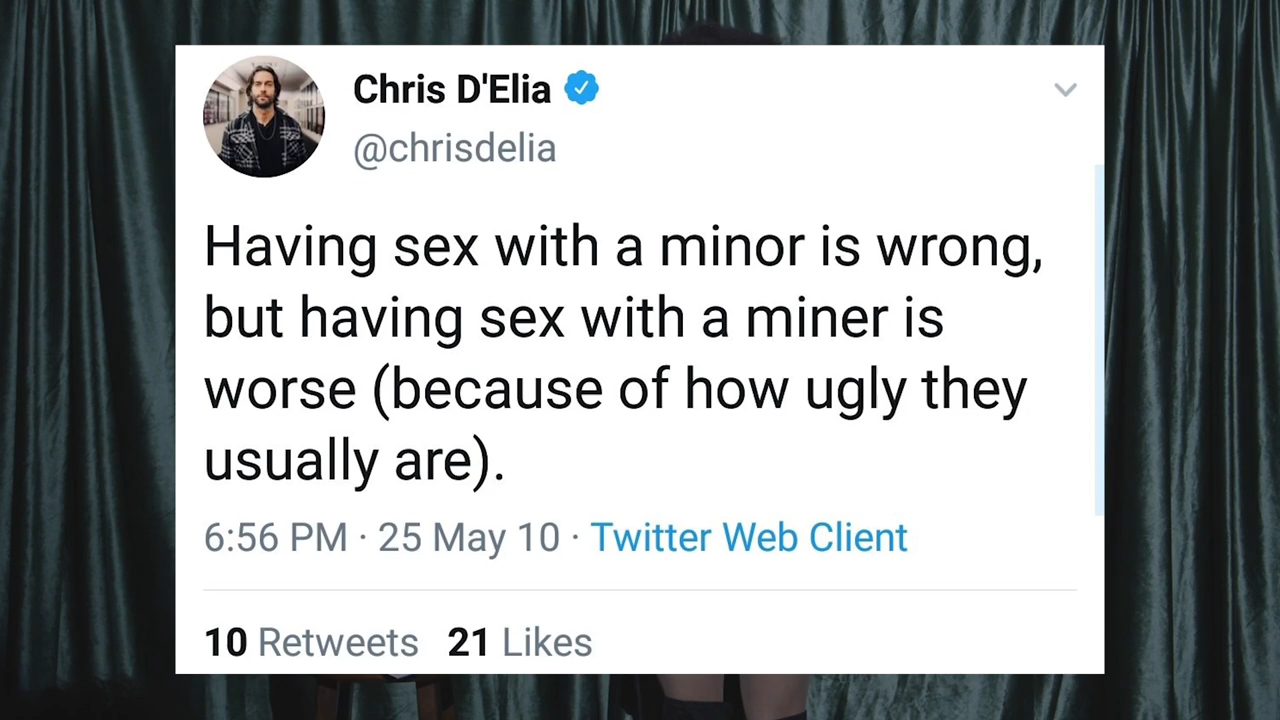 Chris D'Elia
@chrisdelia
Having sex with a minor is wrong,
but having sex with a miner is
worse (because of how ugly they
usually are).
6:56 PM · 25 May 10 · Twitter Web Client
10 Retweets 21 Likes